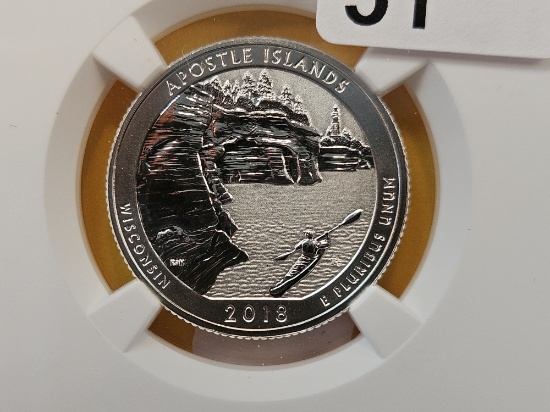 APOSTLE ISLANDS
WISCONSIN
2018
E PLURIBUS UNUM